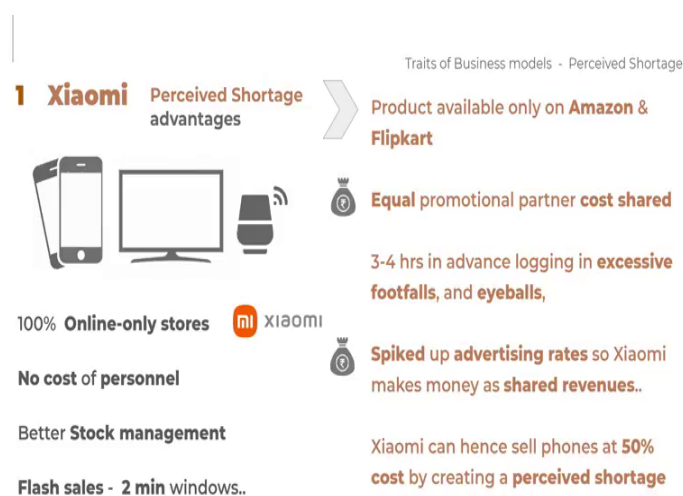 Traits of Business models - Perceived Shortage
1 Xiaomi
Perceived Shortage
advantages
Product available only on Amazon &
Flipkart
₹
Equal promotional partner cost shared
3-4 hrs in advance logging in excessive
footfalls, and eyeballs,
100% Online-only stores
mi xiaomi
₹
Spiked up advertising rates so Xiaomi
makes money as shared revenues..
No cost of personnel
Better Stock management
Xiaomi can hence sell phones at 50%
cost by creating a perceived shortage
Flash sales - 2 min windows..